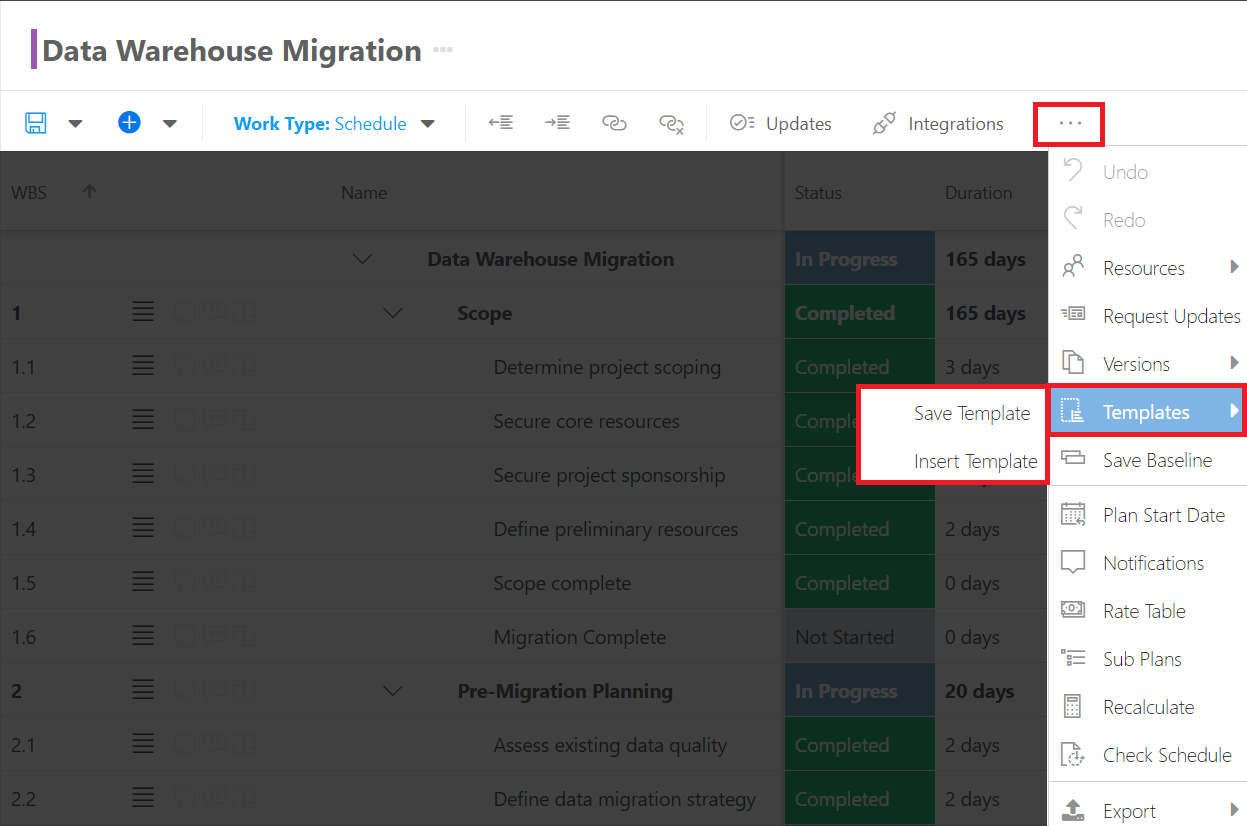 Data Warehouse Migration ...
Work Type: Schedule Updates Integrations ...
WBS Name Status Duration
Data Warehouse Migration In Progress 165 days
1 Scope Completed 165 days
1.1 Determine project scoping Completed 3 days
1.2 Secure core resources
1.3 Secure project sponsorship
1.4 Define preliminary resources Completed 2 days
1.5 Scope complete Completed 0 days
1.6 Migration Complete Not Started 0 days
2 Pre-Migration Planning In Progress 20 days
2.1 Assess existing data quality Completed 2 days
2.2 Define data migration strategy Completed 2 days
Save Template
Insert Template
Undo
Redo
Resources
Request Updates
Versions
Templates
Save Baseline
Plan Start Date
Notifications
Rate Table
Sub Plans
Recalculate
Check Schedule
Export